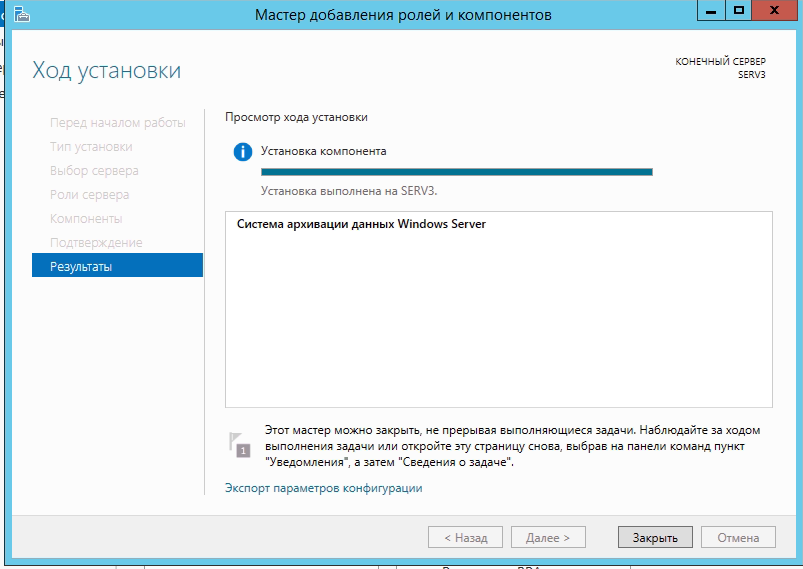 Мастер добавления ролей и компонентов
Ход установки
КОНЕЧНЫЙ СЕРВЕР
SERV3
Перед началом работы
Тип установки
Выбор сервера
Роли сервера
Компоненты
Подтверждение
Результаты
Просмотр хода установки
Установка компонента
Установка выполнена на SERV3.
Система архивации данных Windows Server
1
Этот мастер можно закрыть, не прерывая выполняющиеся задачи. Наблюдайте за ходом
выполнения задачи или откройте эту страницу снова, выбрав на панели команд пункт
"Уведомления", а затем "Сведения о задаче".
Экспорт параметров конфигурации
< Назад
Далее >
Закрыть
Отмена